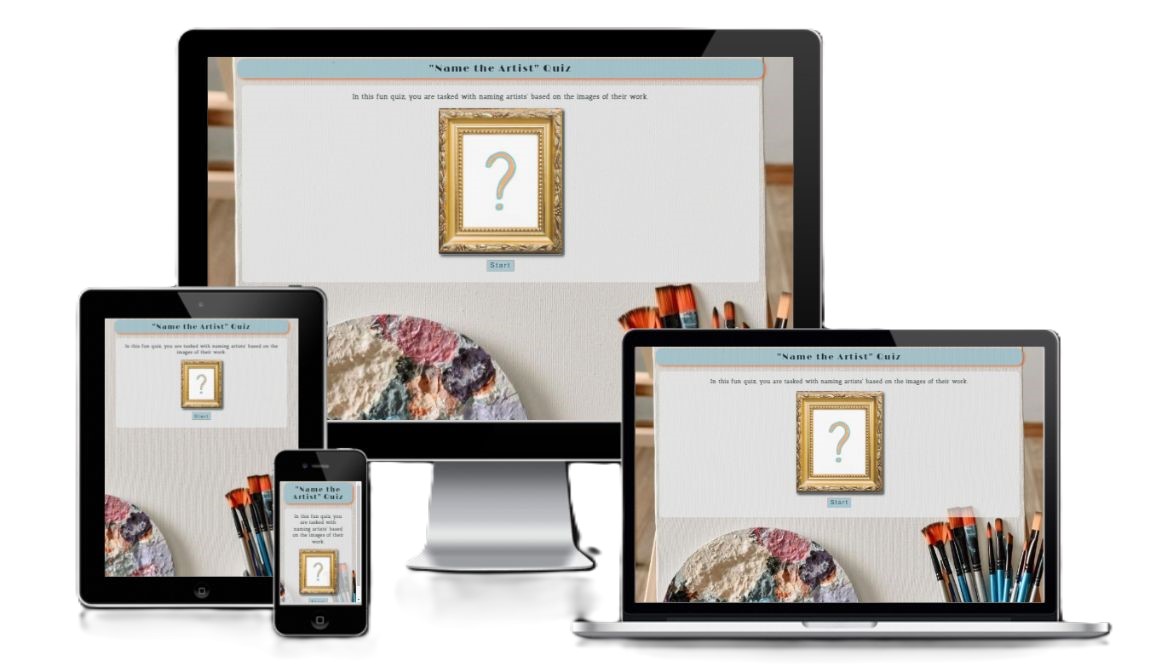 "Name the Artist" Quiz
In this fun quiz, you are tasked with naming artists' based on the images of their work.
?
Start
"Name the Artist" Quiz
In this fun quiz, you are tasked with naming artists' based on the
images of their work.
?
Start
"Name the
Artist" Quiz
In this fun quiz, you
are tasked with
naming artists' based
on the images of their
work.
?
"Name the Artist" Quiz
In this fun quiz, you are tasked with naming artists' based on the images of their work.
?
Start